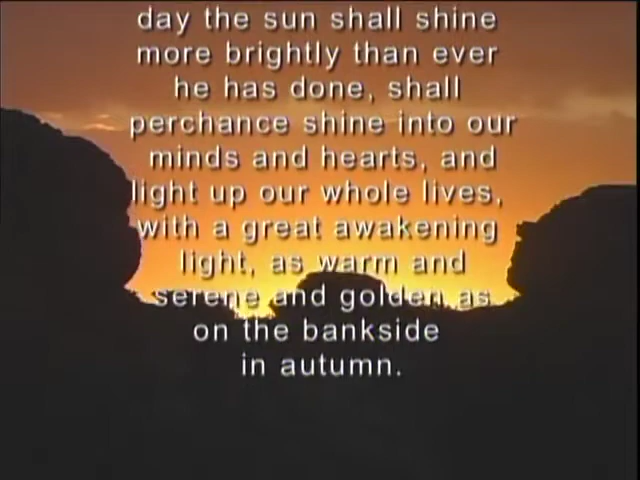 day the sun shall shine
more brightly than ever
he has done, shall
perchance shine into our
minds and hearts, and
light up our whole lives,
with a great awakening
light, as warm and
serene and golden as
on the bankside
in autumn.